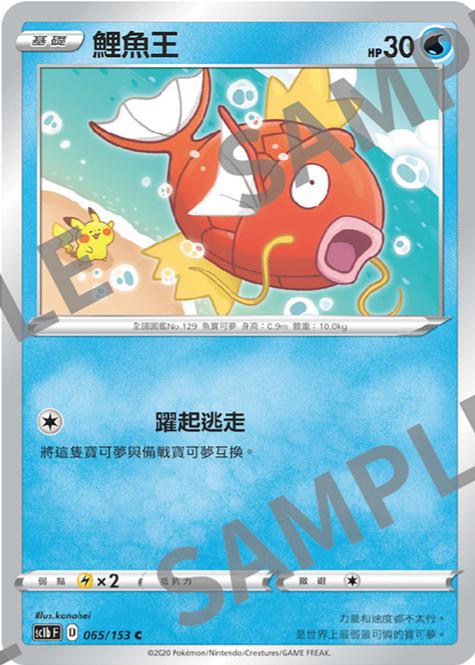 基礎 鯉魚王 HP30
全國圖鑑No.129 魚寶可夢 身高：0.9m 體重：10.0kg
躍起逃走
將這隻寶可夢與備戰寶可夢互換。
弱點 ×2 抵抗力 撤退
Illus.kanahei
sc1b F D 065/153 C
力量和速度都不太行。
是世界上最弱最可憐的寶可夢。
©2020 Pokémon/Nintendo/Creatures/GAME FREAK.
SAMPLE
SAMPLE
SAMPLE